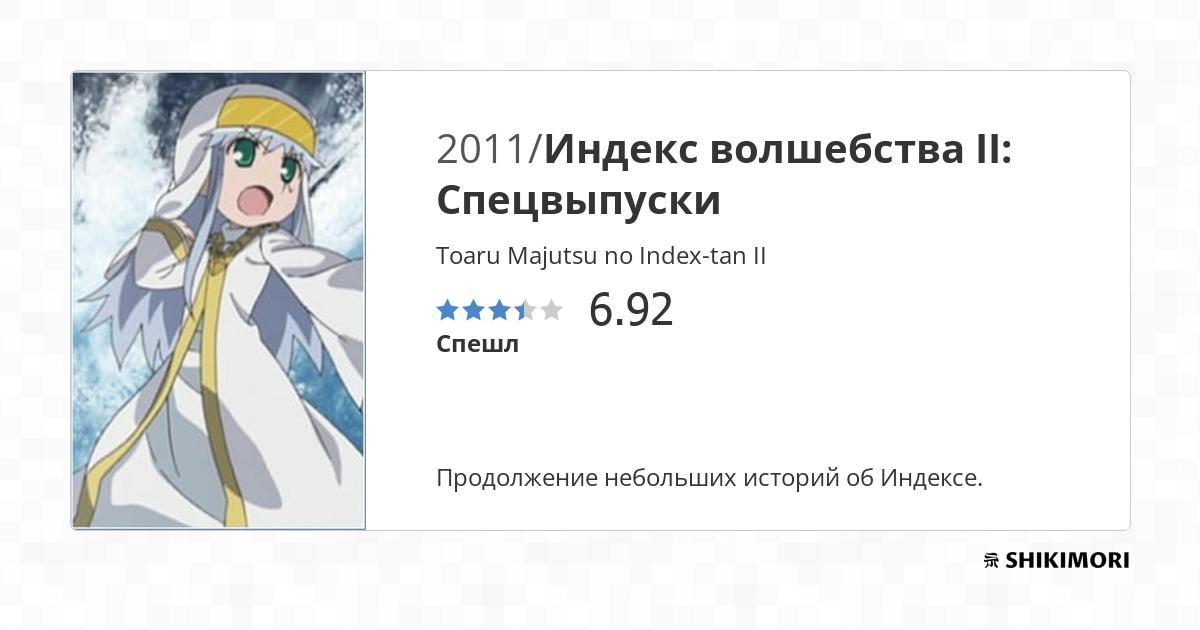 2011/Индекс волшебства II:
Спецвыпуски
Toaru Majutsu no Index-tan II
6.92
Спешл
Продолжение небольших историй об Индексе.
SHIKIMORI